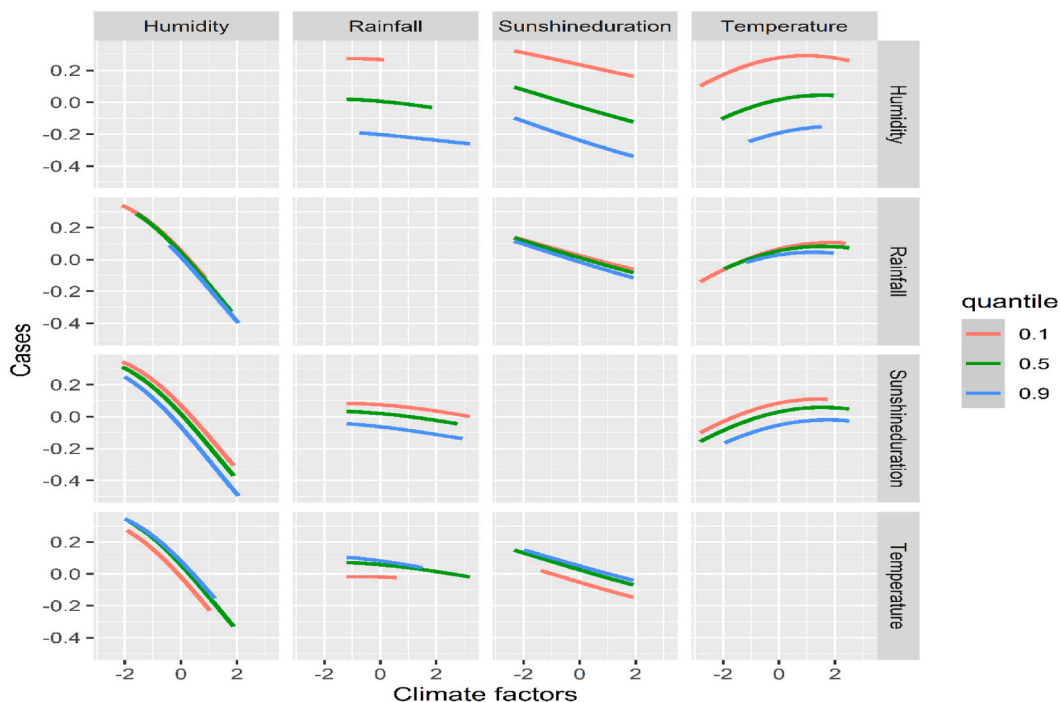 Humidity Rainfall Sunshineduration Temperature
0.2
0.0
-0.2
-0.4
Humidity
0.2
0.0
-0.2
-0.4
Rainfall
0.2
0.0
-0.2
-0.4
Sunshineduration
0.2
0.0
-0.2
-0.4
Temperature
-2 0 2 -2 0 2 -2 0 2 -2 0 2
Climate factors
Cases
quantile
0.1
0.5
0.9